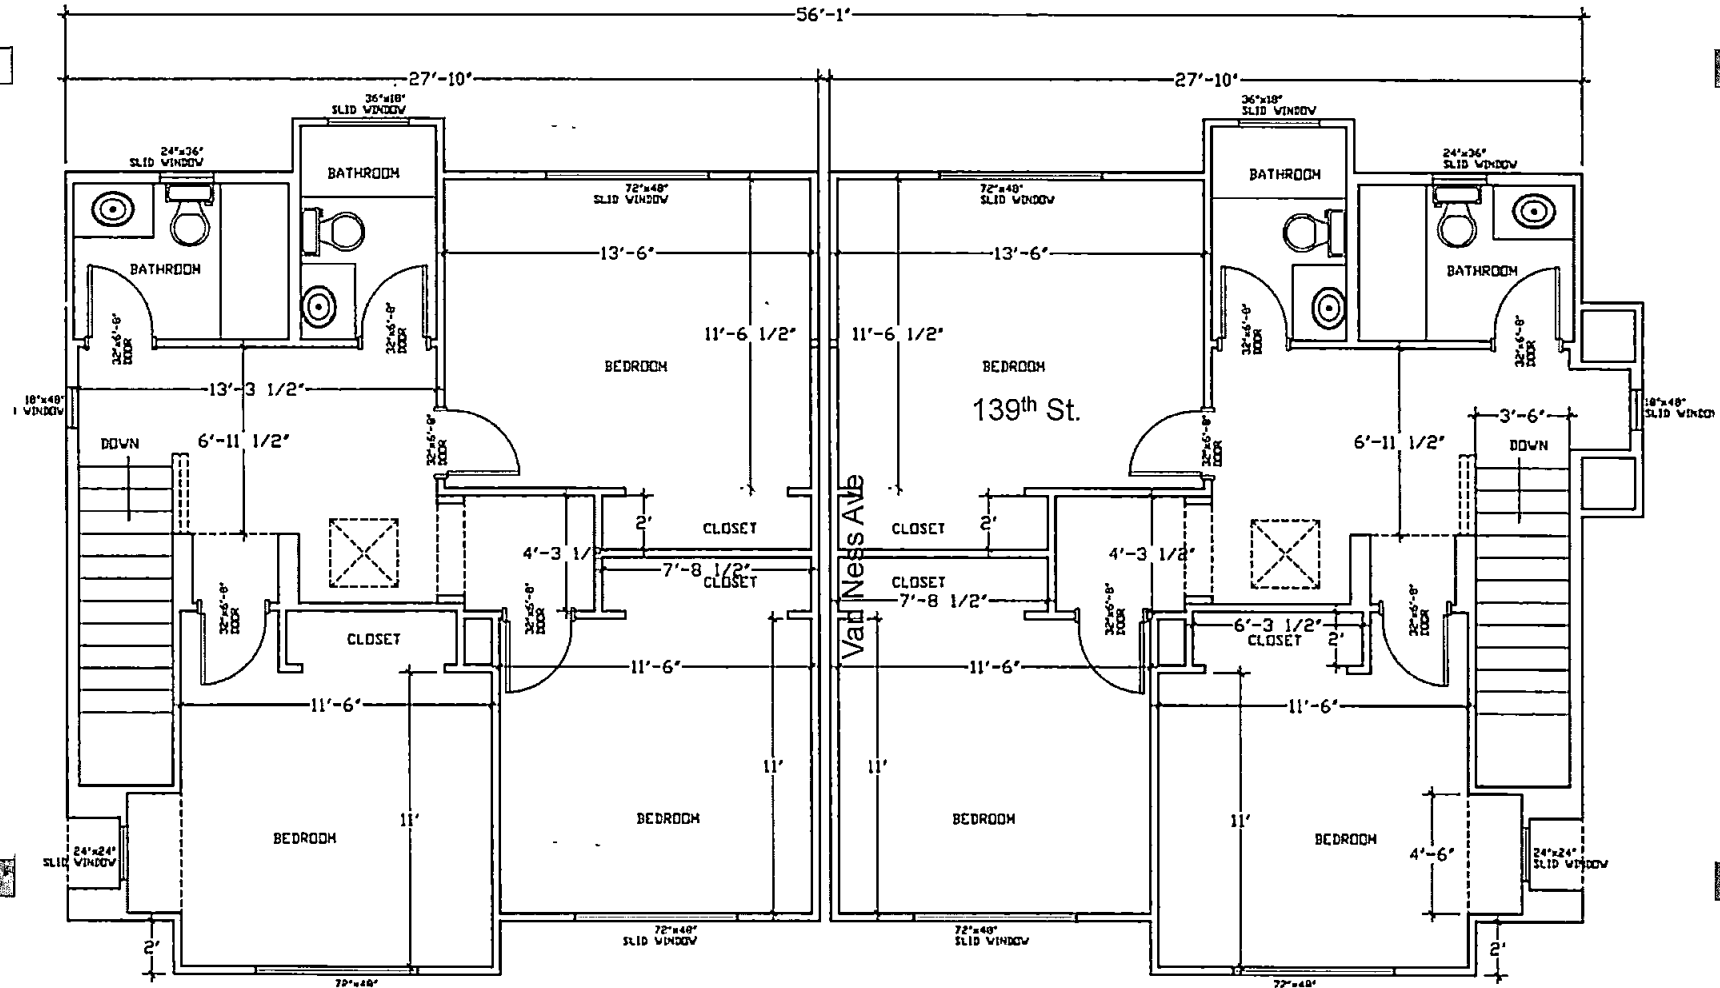 56'-1"
27'-10"
27'-10"
36"x18"
SLID WINDOW
36"x18"
SLID WINDOW
24"x36"
SLID WINDOW
24"x36"
SLID WINDOW
BATHROOM
BATHROOM
72"x48"
SLID WINDOW
72"x48"
SLID WINDOW
13'-6"
13'-6"
BATHROOM
BATHROOM
32"x6'-8"
DOOR
32"x6'-8"
DOOR
32"x6'-8"
DOOR
32"x6'-8"
DOOR
11'-6 1/2"
11'-6 1/2"
BEDROOM
BEDROOM
13'-3 1/2"
139th St.
18"x48"
WINDOW
18"x48"
SLID WINDOW
3'-6"
DOWN
6'-11 1/2"
32"x6'-8"
DOOR
32"x6'-8"
DOOR
6'-11 1/2"
DOWN
Van Ness Ave
2'
CLOSET
CLOSET
2'
4'-3 1/
4'-3 1/2"
7'-8 1/2"
CLOSET
CLOSET
7'-8 1/2"
32"x6'-8"
DOOR
32"x6'-8"
DOOR
32"x6'-8"
DOOR
32"x6'-8"
DOOR
CLOSET
6'-3 1/2"
CLOSET
2'
11'-6"
11'-6"
11'-6"
11'-6"
11'
11'
11'
11'
BEDROOM
BEDROOM
BEDROOM
BEDROOM
24"x24"
SLID WINDOW
4'-6"
24"x24"
SLID WINDOW
2'
72"x48"
SLID WINDOW
72"x48"
SLID WINDOW
2'
72"x48"
72"x48"